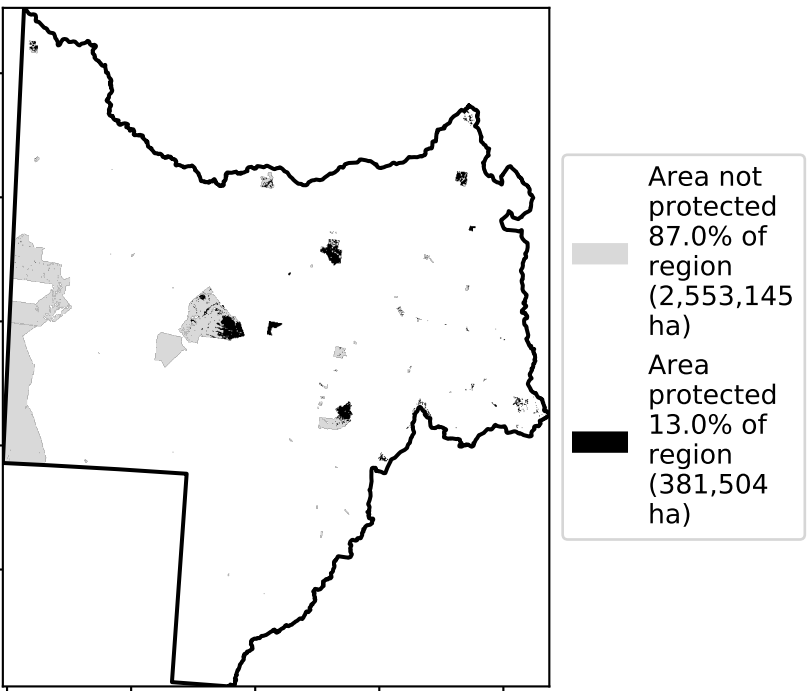 Area not
protected
87.0% of
region
(2,553,145
ha)
Area
protected
13.0% of
region
(381,504
ha)